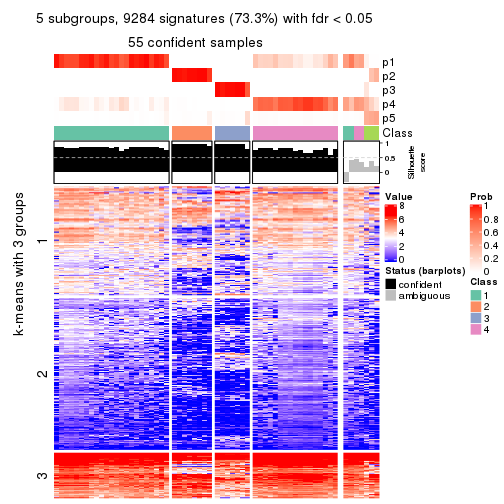 5 subgroups, 9284 signatures (73.3%) with fdr < 0.05
55 confident samples
p1
p2
p3
p4
p5
Class
1
0.5
0
Silhouette
score
k-means with 3 groups
1
2
3
Value
8
6
4
2
0
Status (barplots)
confident
ambiguous
Prob
1
0.8
0.6
0.4
0.2
0
Class
1
2
3
4